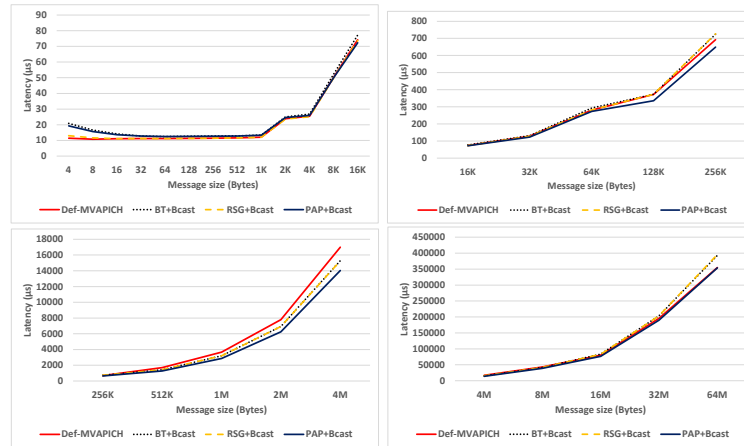 90
80
70
60
50
40
30
20
10
0
Latency (µs)
4 8 16 32 64 128 256 512 1K 2K 4K 8K 16K
Message size (Bytes)
Def-MVAPICH BT+Bcast RSG+Bcast PAP+Bcast
800
700
600
500
400
300
200
100
0
Latency (µs)
16K 32K 64K 128K 256K
Message size (Bytes)
Def-MVAPICH BT+Bcast RSG+Bcast PAP+Bcast
18000
16000
14000
12000
10000
8000
6000
4000
2000
0
Latency (µs)
256K 512K 1M 2M 4M
Message size (Bytes)
Def-MVAPICH BT+Bcast RSG+Bcast PAP+Bcast
450000
400000
350000
300000
250000
200000
150000
100000
50000
0
Latency (µs)
4M 8M 16M 32M 64M
Message size (Bytes)
Def-MVAPICH BT+Bcast RSG+Bcast PAP+Bcast